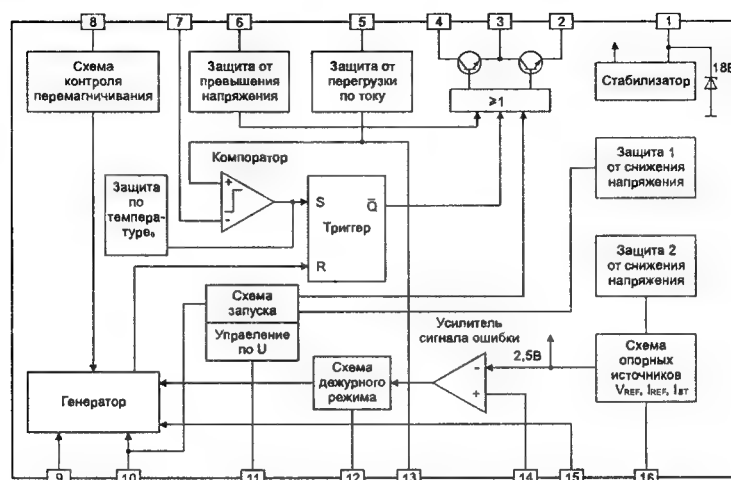 8 7 6 5 4 3 2 1
Схема
контроля
перемагничивания
Защита от
превышения
напряжения
Защита от
перегрузки
по току
≥1
Стабилизатор
18В
Компоратор
+
-
Защита
по
темпера-
туре
S
Q̅
Триггер
R
Защита 1
от снижения
напряжения
Защита 2
от снижения
напряжения
Схема
запуска
Управление
по U
Усилитель
сигнала ошибки
2,5В
-
+
Схема
дежурного
режима
Схема
опорных
источников
VREF, IREF, IST
Генератор
9 10 11 12 13 14 15 16